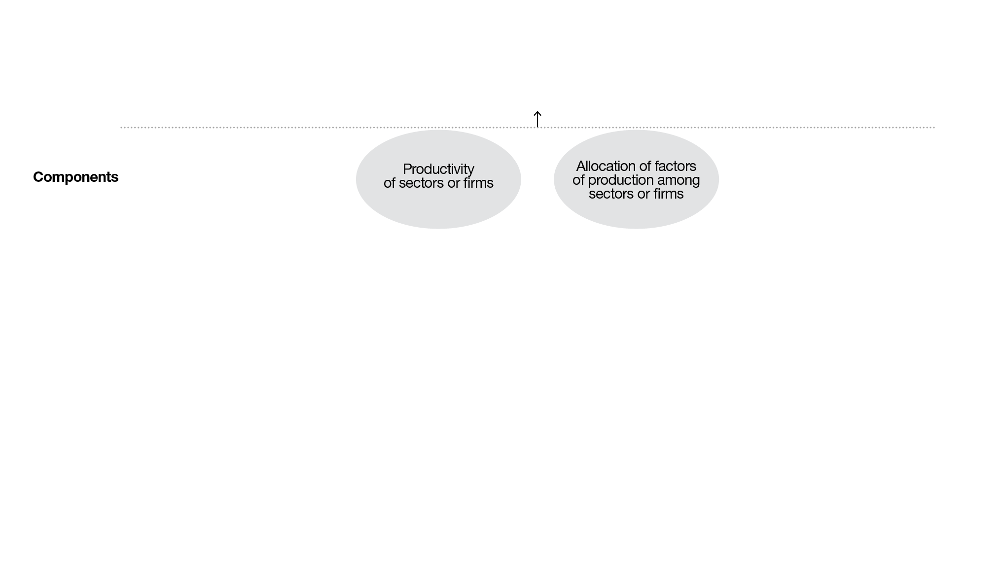 Components
Productivity
of sectors or firms
Allocation of factors
of production among
sectors or firms